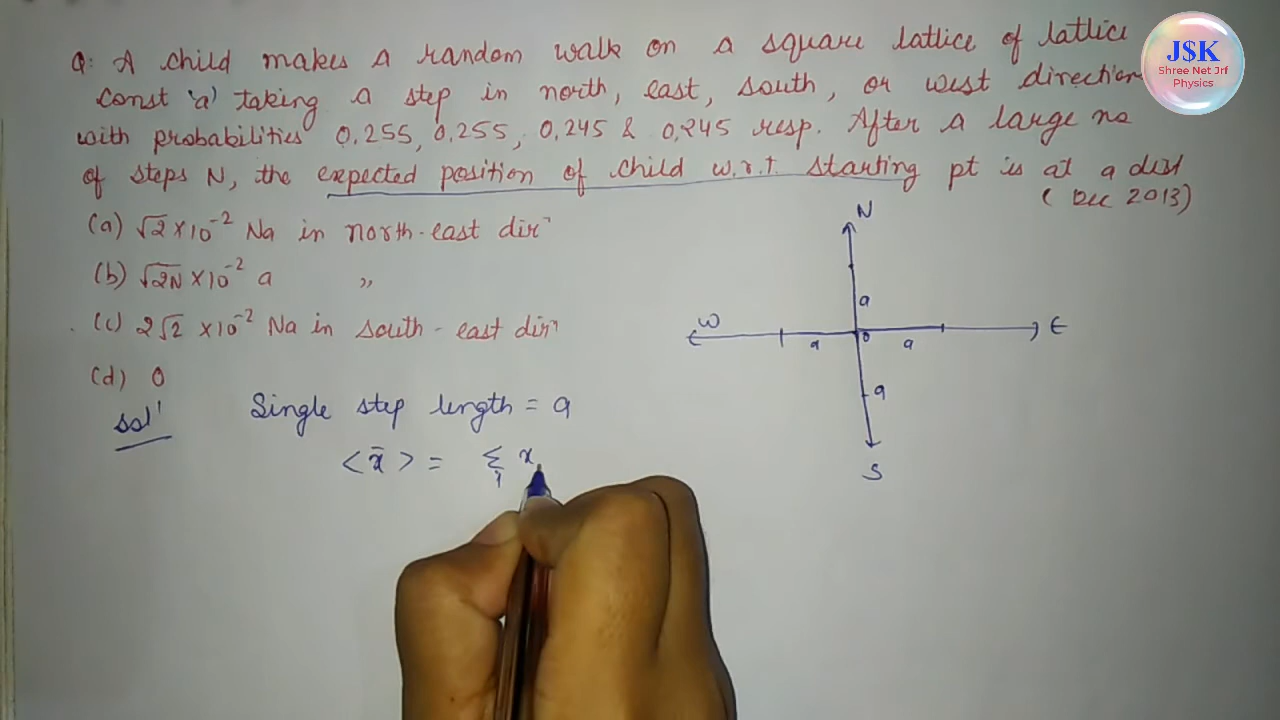 Q: A child makes a random walk on a square lattice of lattice
const 'a' taking a step in north, east, south, or west direction
with probabilities 0.255, 0.255, 0.245 & 0.245 resp. After a large no
of steps N, the expected position of child w.r.t. starting pt is at a dist
( Dec 2013)
(a) √2 × 10⁻² Na in north-east dirⁿ
(b) √2N × 10⁻² a ,,
(c) 2√2 × 10⁻² Na in south-east dirⁿ
(d) 0
solⁿ
Single step length = a
<x̄> = Σ x
i
N
a
W
E
a
0
a
a
S
J$K
Shree Net Jrf
Physics